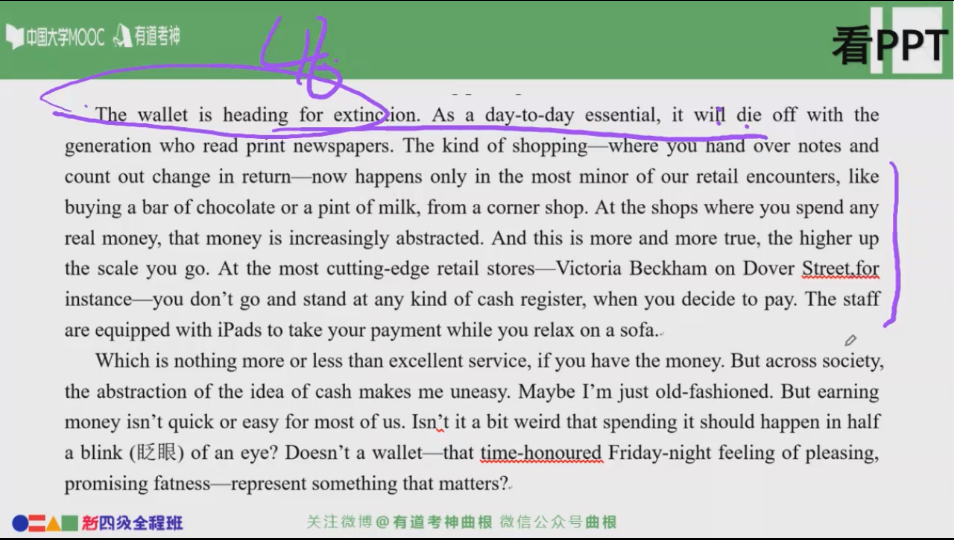 中国大学MOOC 有道考神
看PPT
46
The wallet is heading for extinction. As a day-to-day essential, it will die off with the
generation who read print newspapers. The kind of shopping—where you hand over notes and
count out change in return—now happens only in the most minor of our retail encounters, like
buying a bar of chocolate or a pint of milk, from a corner shop. At the shops where you spend any
real money, that money is increasingly abstracted. And this is more and more true, the higher up
the scale you go. At the most cutting-edge retail stores—Victoria Beckham on Dover Street,for
instance—you don't go and stand at any kind of cash register, when you decide to pay. The staff
are equipped with iPads to take your payment while you relax on a sofa.
Which is nothing more or less than excellent service, if you have the money. But across society,
the abstraction of the idea of cash makes me uneasy. Maybe I'm just old-fashioned. But earning
money isn't quick or easy for most of us. Isn't it a bit weird that spending it should happen in half
a blink (眨眼) of an eye? Doesn't a wallet—that time-honoured Friday-night feeling of pleasing,
promising fatness—represent something that matters?
新四级全程班 关注微博@有道考神曲根 微信公众号曲根